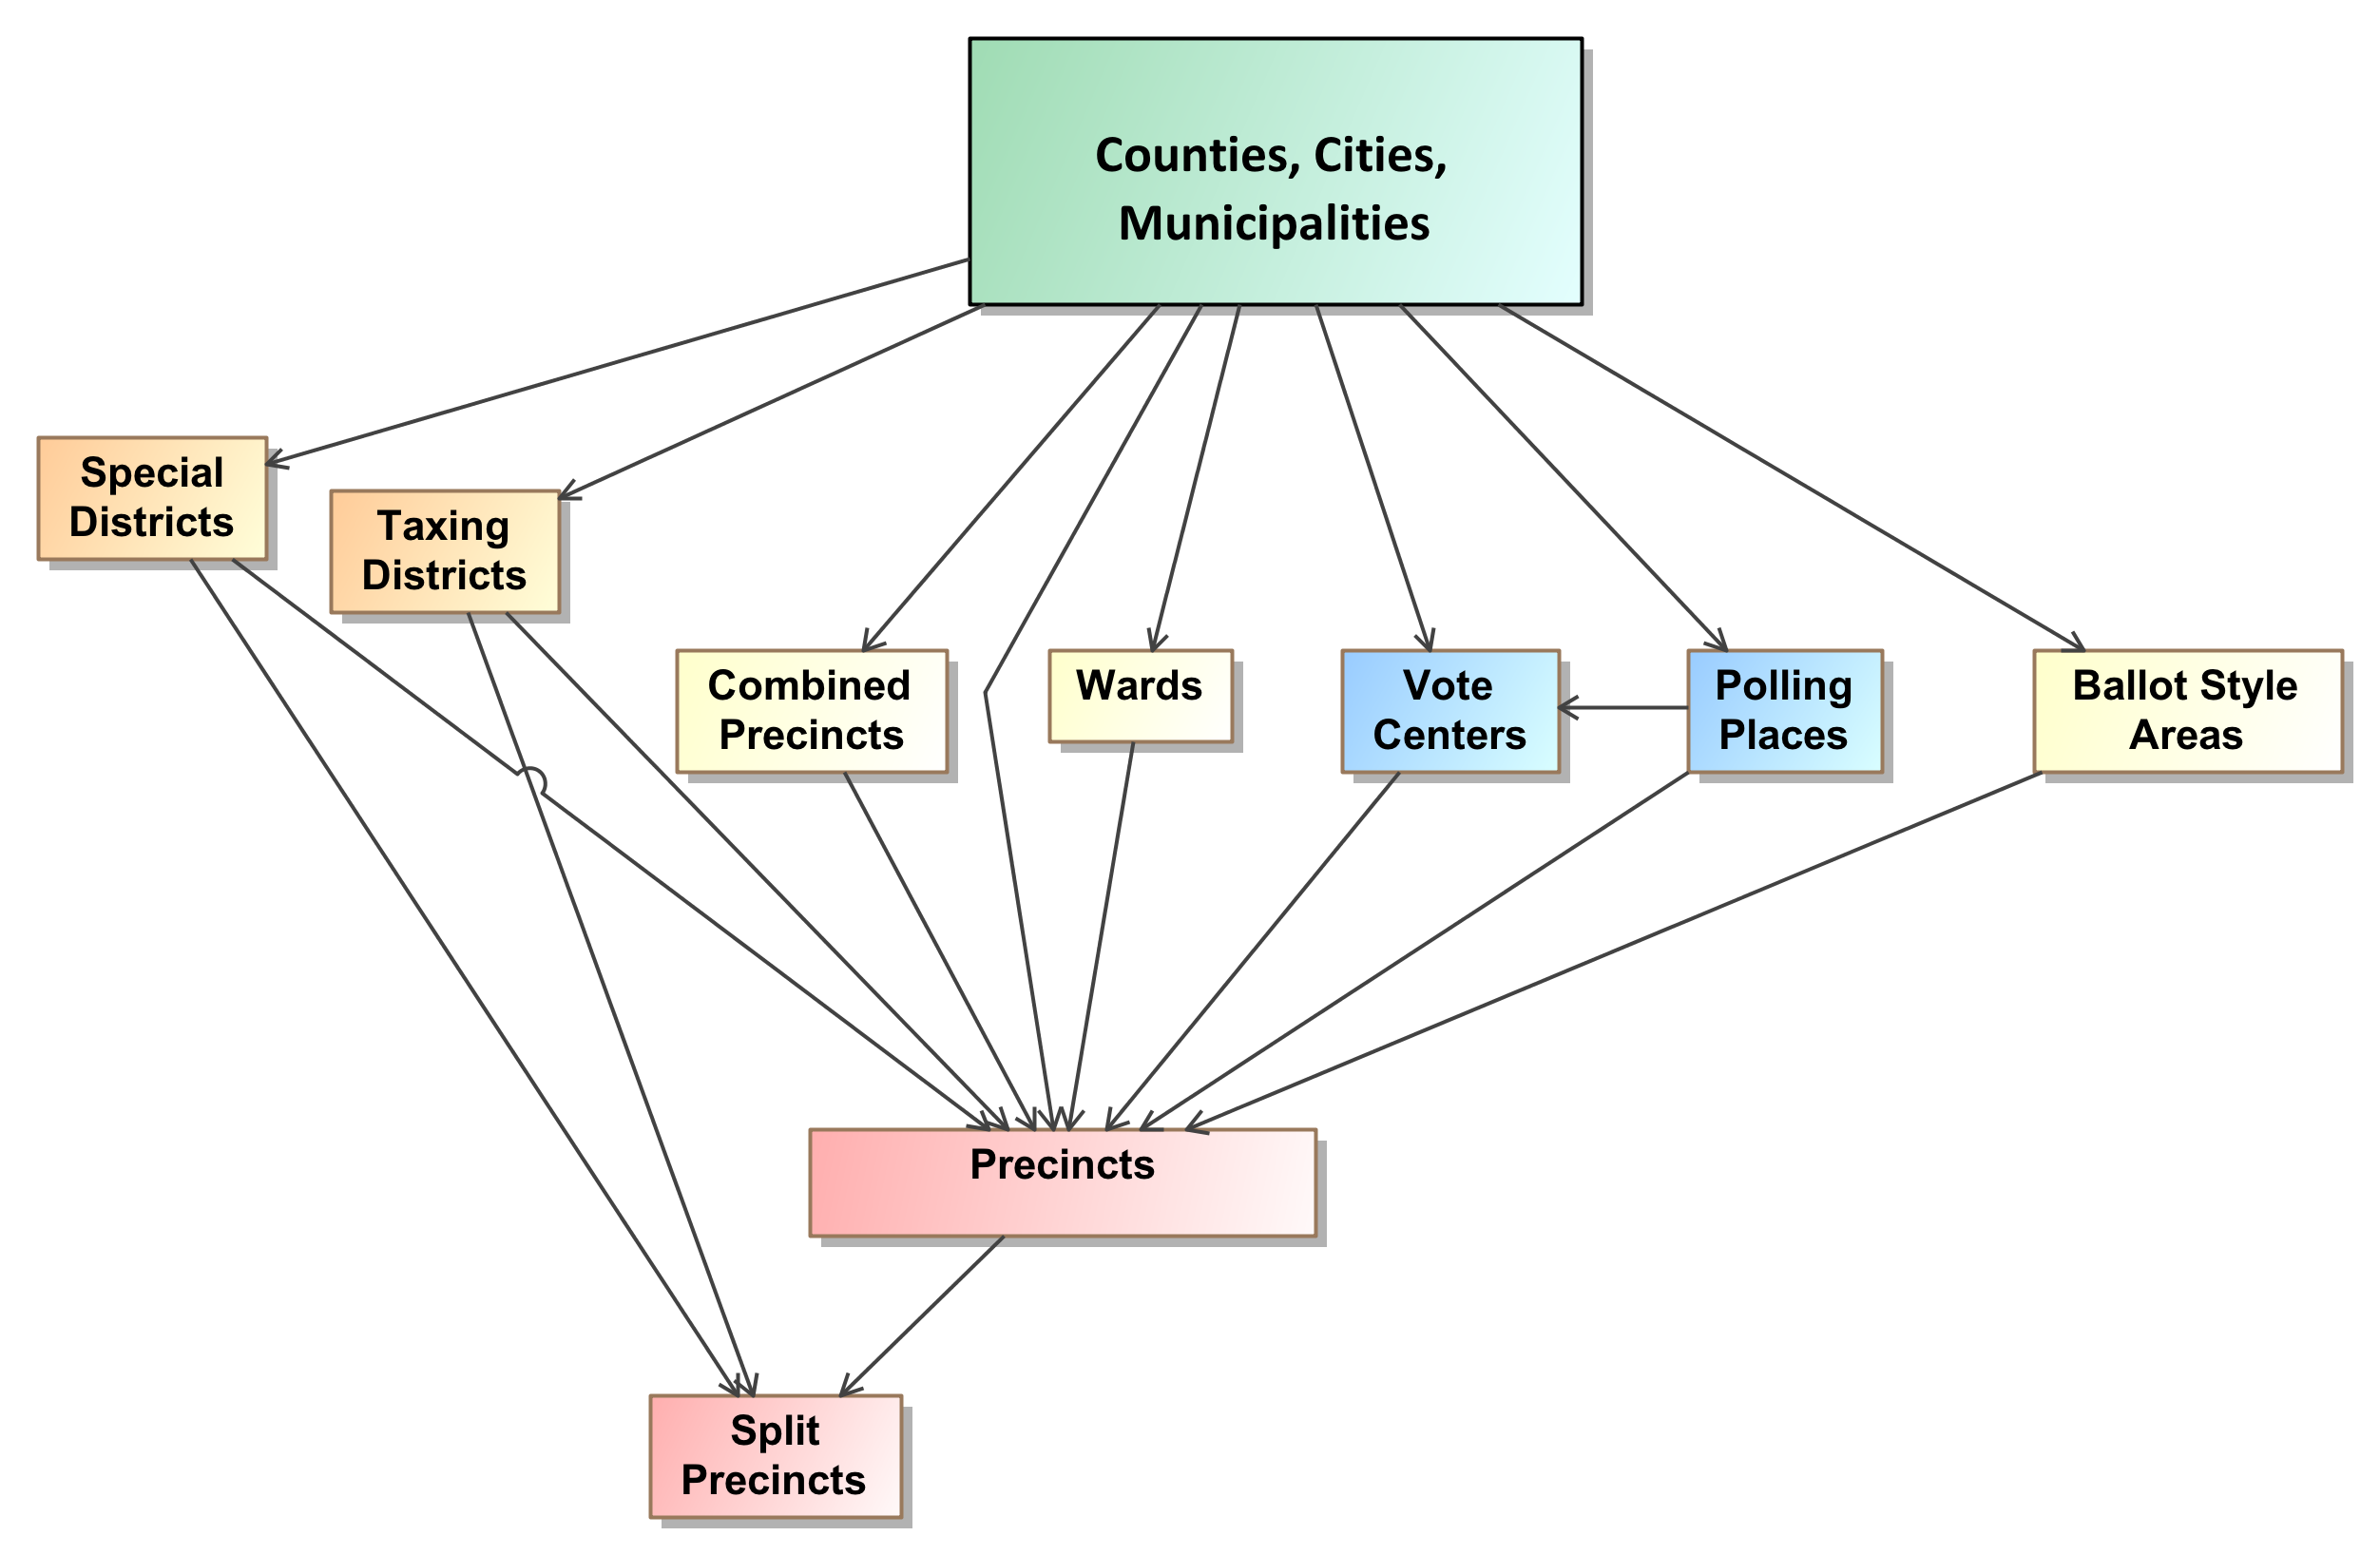 Counties, Cities,
Municipalities
Special
Districts
Taxing
Districts
Combined
Precincts
Wards
Vote
Centers
Polling
Places
Ballot Style
Areas
Precincts
Split
Precincts